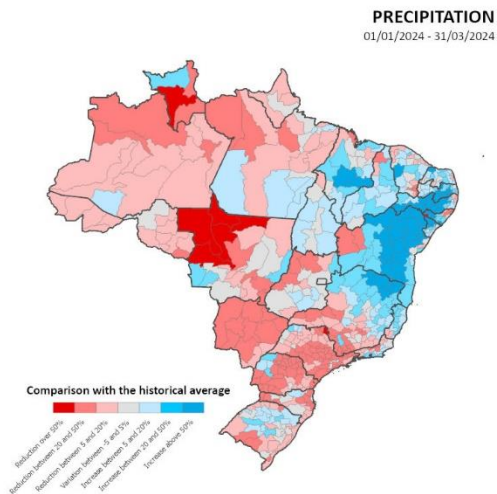 PRECIPITATION
01/01/2024 - 31/03/2024
Comparison with the historical average
Reduction over 50%
Reduction between 20 and 50%
Reduction between 5 and 20%
Variation between -5 and 5%
Increase between 5 and 20%
Increase between 20 and 50%
Increase above 50%